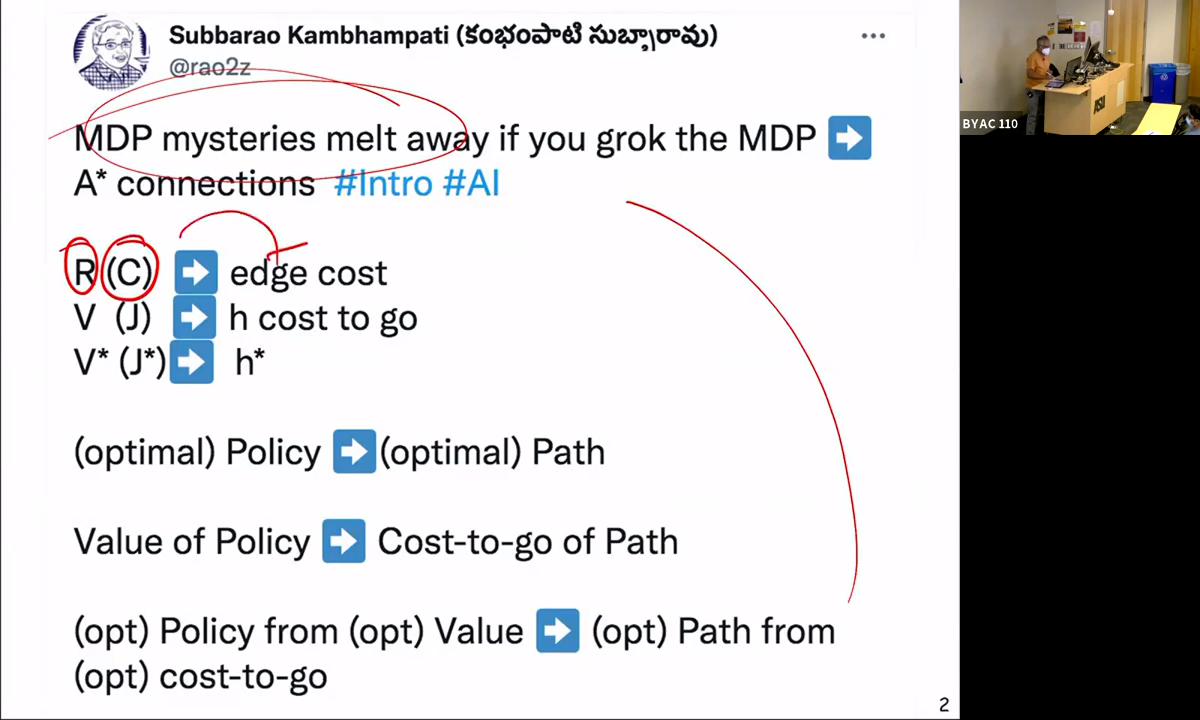 Subbarao Kambhampati (కంభంపాటి సుబ్బారావు)
@rao2z
MDP mysteries melt away if you grok the MDP ➡
A* connections #Intro #AI
R (C) ➡ edge cost
V (J) ➡ h cost to go
V* (J*) ➡ h*
(optimal) Policy ➡ (optimal) Path
Value of Policy ➡ Cost-to-go of Path
(opt) Policy from (opt) Value ➡ (opt) Path from
(opt) cost-to-go
2
BYAC 110
ASU